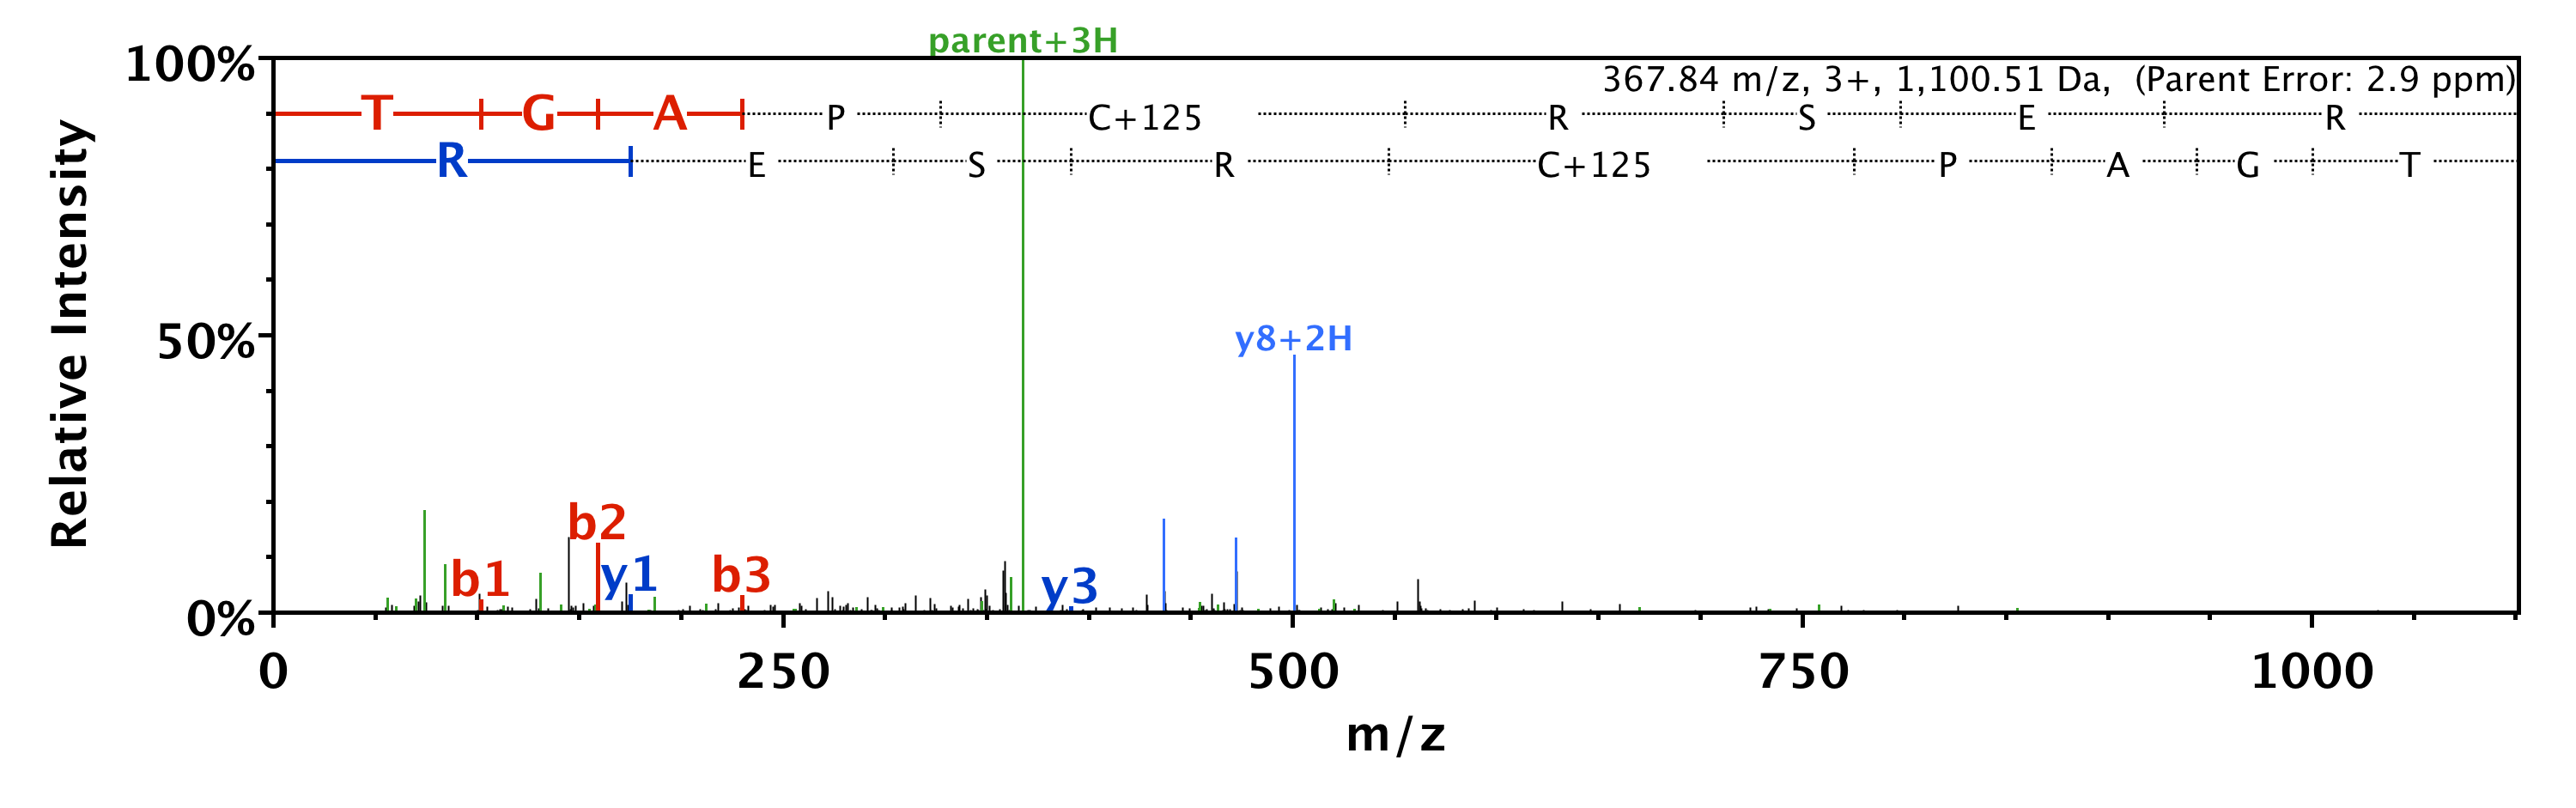 parent+3H
100%
367.84 m/z, 3+, 1,100.51 Da, (Parent Error: 2.9 ppm)
T G A P C+125 R S E R
R E S R C+125 P A G T
Relative Intensity
50%
y8+2H
b2
b1 y1 b3 y3
0%
0 250 500 750 1000
m/z